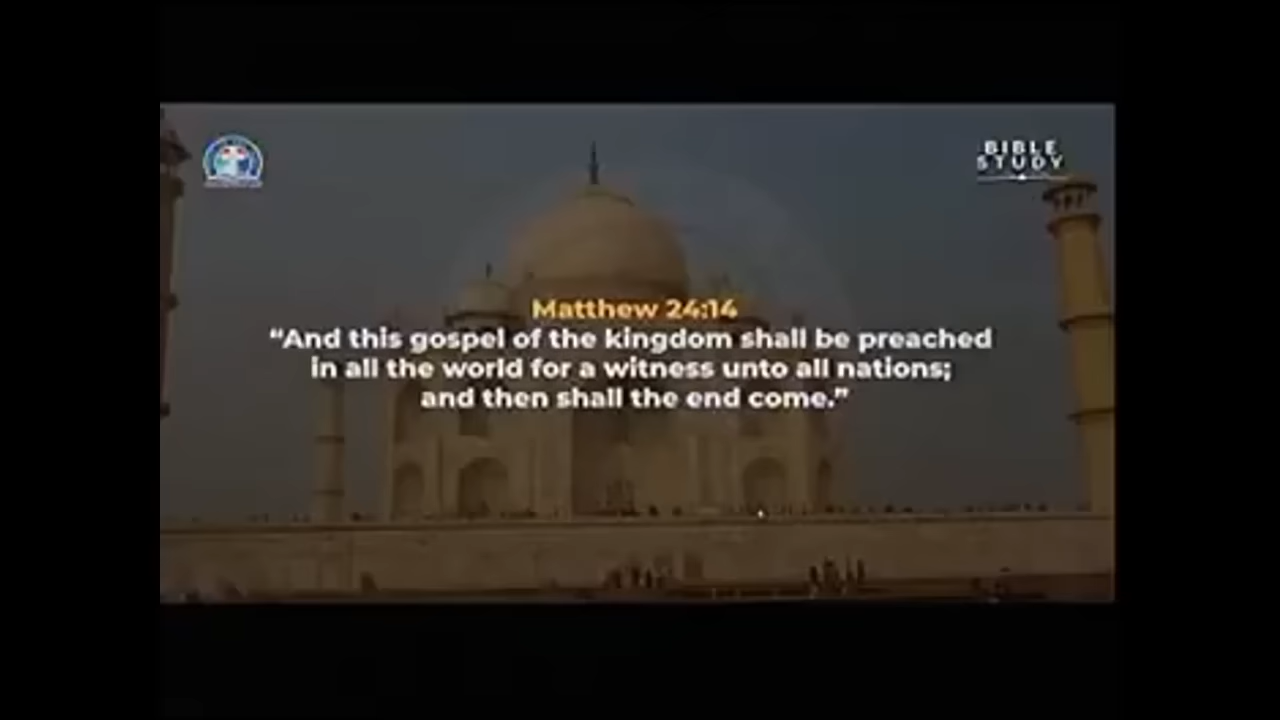 BIBLE
STUDY
Matthew 24:14
“And this gospel of the kingdom shall be preached
in all the world for a witness unto all nations;
and then shall the end come.”